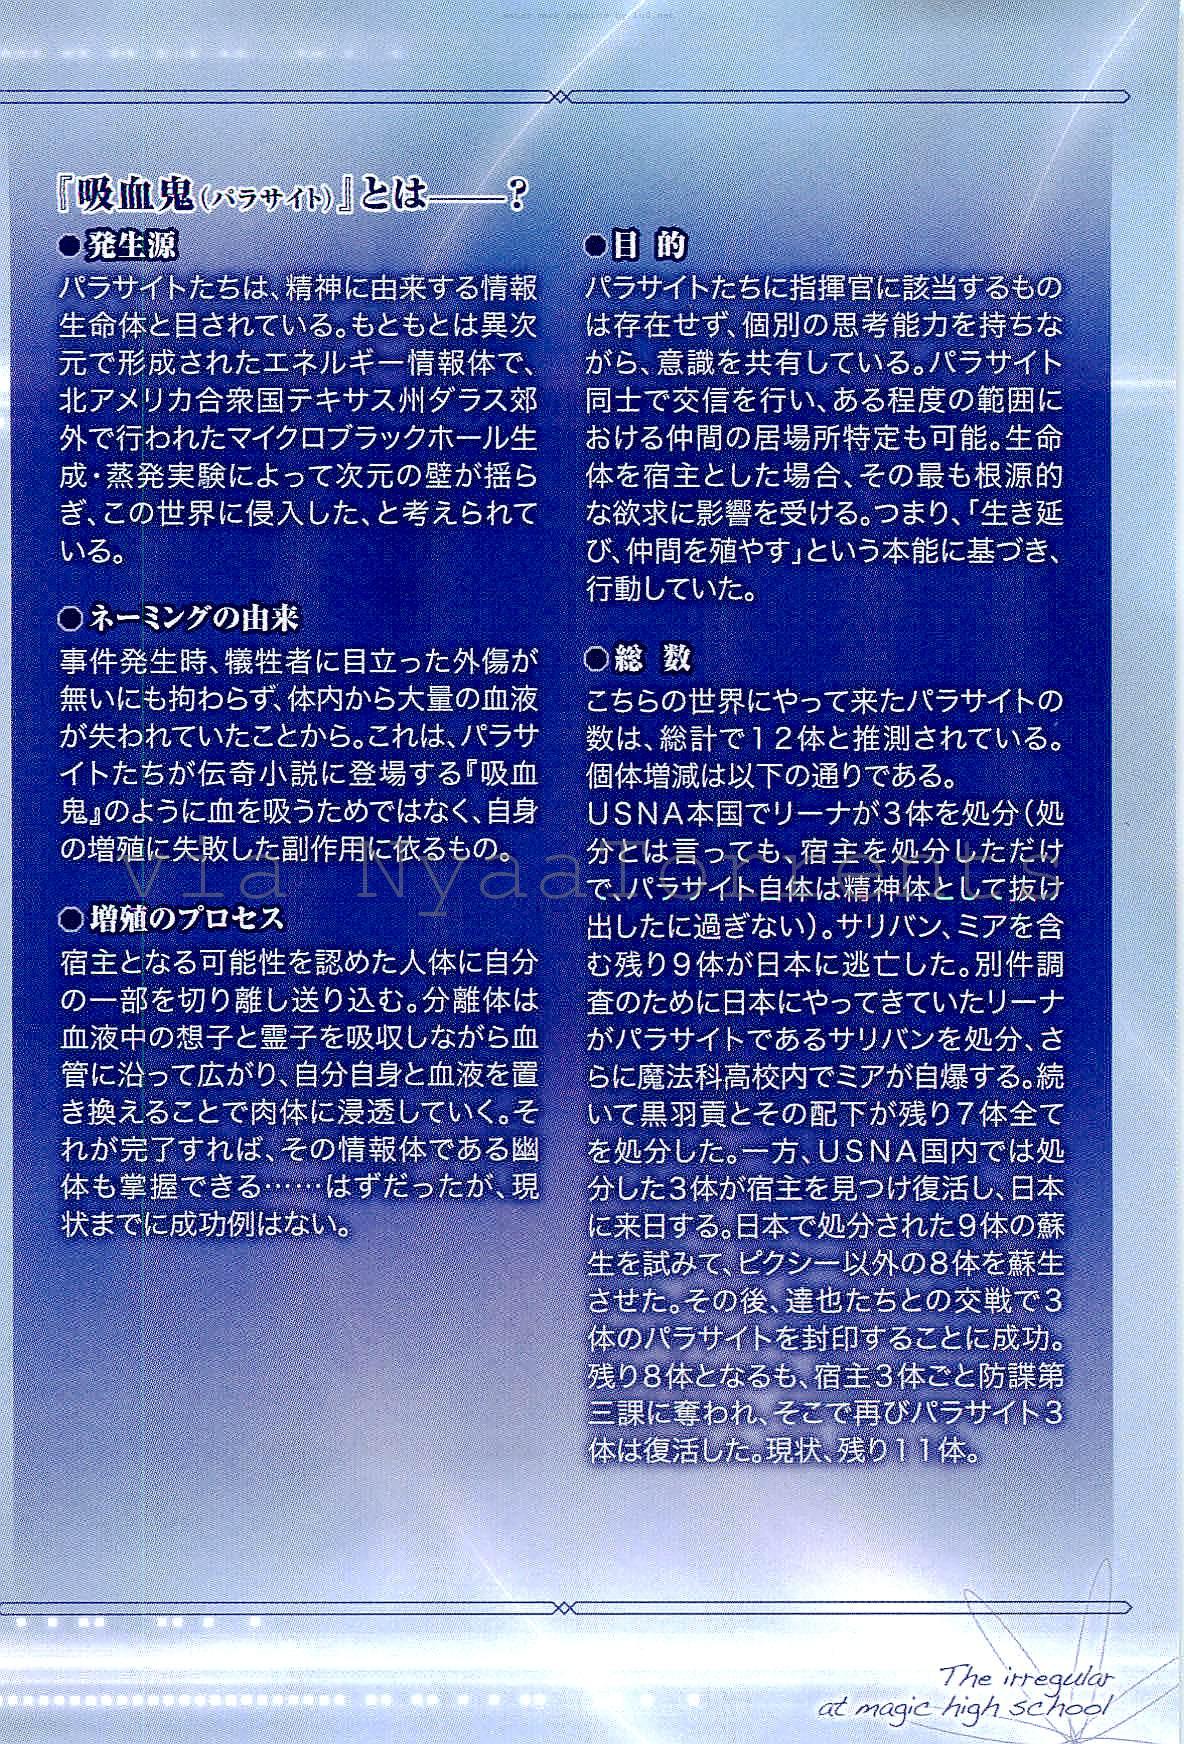 『吸血鬼(パラサイト)』とは――?
●発生源
パラサイトたちは、精神に由来する情報
生命体と目されている。もともとは異次
元で形成されたエネルギー情報体で、
北アメリカ合衆国テキサス州ダラス郊
外で行われたマイクロブラックホール生
成・蒸発実験によって次元の壁が揺ら
ぎ、この世界に侵入した、と考えられて
いる。
●ネーミングの由来
事件発生時、犠牲者に目立った外傷が
無いにも拘わらず、体内から大量の血液
が失われていたことから。これは、パラサ
イトたちが伝奇小説に登場する『吸血
鬼』のように血を吸うためではなく、自身
の増殖に失敗した副作用に依るもの。
●増殖のプロセス
宿主となる可能性を認めた人体に自分
の一部を切り離し送り込む。分離体は
血液中の想子と霊子を吸収しながら血
管に沿って広がり、自分自身と血液を置
き換えることで肉体に浸透していく。そ
れが完了すれば、その情報体である幽
体も掌握できる……はずだったが、現
状までに成功例はない。
●目 的
パラサイトたちに指揮官に該当するもの
は存在せず、個別の思考能力を持ちな
がら、意識を共有している。パラサイト
同士で交信を行い、ある程度の範囲に
おける仲間の居場所特定も可能。生命
体を宿主とした場合、その最も根源的
な欲求に影響を受ける。つまり、「生き延
び、仲間を殖やす」という本能に基づき、
行動していた。
●総 数
こちらの世界にやって来たパラサイトの
数は、総計で12体と推測されている。
個体増減は以下の通りである。
USNA本国でリーナが3体を処分(処
分とは言っても、宿主を処分しただけ
で、パラサイト自体は精神体として抜け
出したに過ぎない)。サリバン、ミアを含
む残り9体が日本に逃亡した。別件調
査のために日本にやってきていたリーナ
がパラサイトであるサリバンを処分、さ
らに魔法科高校内でミアが自爆する。続
いて黒羽貢とその配下が残り7体全て
を処分した。一方、USNA国内では処
分した3体が宿主を見つけ復活し、日本
に来日する。日本で処分された9体の蘇
生を試みて、ピクシー以外の8体を蘇生
させた。その後、達也たちとの交戦で3
体のパラサイトを封印することに成功。
残り8体となるも、宿主3体ごと防諜第
三課に奪われ、そこで再びパラサイト3
体は復活した。現状、残り11体。
via NyaaTorrents
The irregular
at magic high school